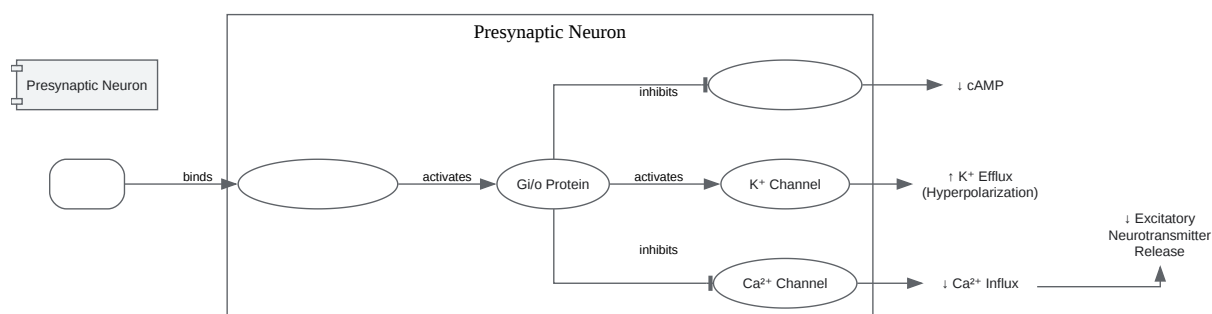 Presynaptic Neuron
Presynaptic Neuron
inhibits
↓ cAMP
binds
activates
Gi/o Protein
activates
K⁺ Channel
↑ K⁺ Efflux
(Hyperpolarization)
↓ Excitatory
Neurotransmitter
Release
inhibits
Ca²⁺ Channel
↓ Ca²⁺ Influx